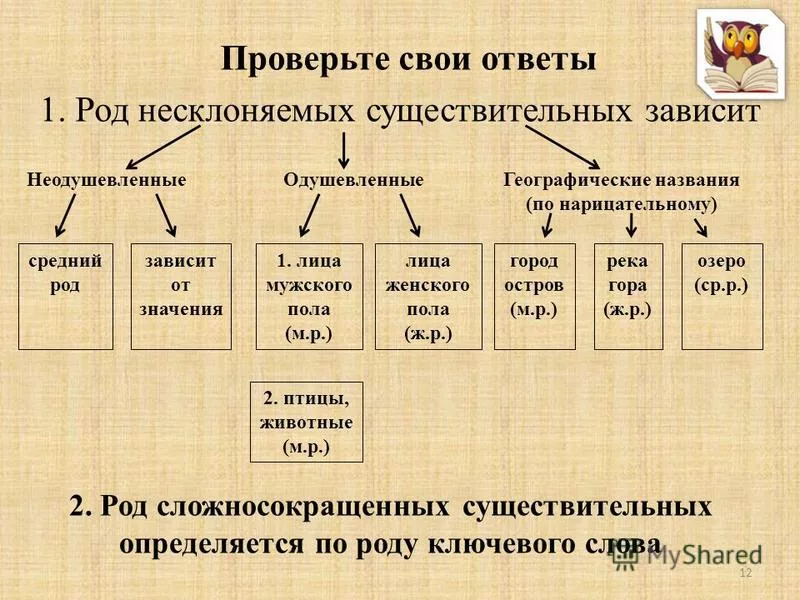 Проверьте свои ответы
1. Род несклоняемых существительных зависит
Неодушевленные
Одушевленные
Географические названия
(по нарицательному)
средний
род
зависит
от
значения
1. лица
мужского
пола
(м.р.)
лица
женского
пола
(ж.р.)
город
остров
(м.р.)
река
гора
(ж.р.)
озеро
(ср.р.)
2. птицы,
животные
(м.р.)
2. Род сложносокращенных существительных
определяется по роду ключевого слова
MyShared
12